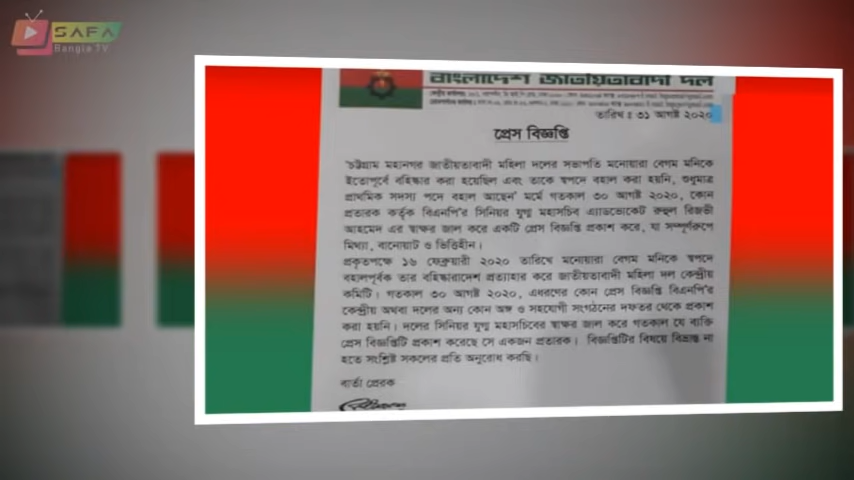 SAFA
Bangla TV
বাংলাদেশ জাতীয়তাবাদী দল
তারিখ : ৩১ আগষ্ট ২০২০
প্রেস বিজ্ঞপ্তি
'চট্টগ্রাম মহানগর জাতীয়তাবাদী মহিলা দলের সভাপতি মনোয়ারা বেগম মনিকে
ইতোপূর্বে বহিষ্কার করা হয়েছিল এবং তাকে স্বপদে বহাল করা হয়নি, শুধুমাত্র
প্রাথমিক সদস্য পদে বহাল আছেন' মর্মে গতকাল ৩০ আগষ্ট ২০২০, কোন
প্রতারক কর্তৃক বিএনপি'র সিনিয়র যুগ্ম মহাসচিব এ্যাডভোকেট রুহুল রিজভী
আহমেদ এর স্বাক্ষর জাল করে একটি প্রেস বিজ্ঞপ্তি প্রকাশ করে, যা সম্পূর্ণরুপে
মিথ্যা, বানোয়াট ও ভিত্তিহীন।
প্রকৃতপক্ষে ১৬ ফেব্রুয়ারী ২০২০ তারিখে মনোয়ারা বেগম মনিকে স্বপদে
বহালপূর্বক তার বহিষ্কারাদেশ প্রত্যাহার করে জাতীয়তাবাদী মহিলা দল কেন্দ্রীয়
কমিটি। গতকাল ৩০ আগষ্ট ২০২০, এধরণের কোন প্রেস বিজ্ঞপ্তি বিএনপি'র
কেন্দ্রীয় অথবা দলের অন্য কোন অঙ্গ ও সহযোগী সংগঠনের দফতর থেকে প্রকাশ
করা হয়নি। দলের সিনিয়র যুগ্ম মহাসচিবের স্বাক্ষর জাল করে গতকাল যে ব্যক্তি
প্রেস বিজ্ঞপ্তিটি প্রকাশ করেছে সে একজন প্রতারক। বিজ্ঞপ্তিটির বিষয়ে বিভ্রান্ত না
হতে সংশ্লিষ্ট সকলের প্রতি অনুরোধ করছি।
বার্তা প্রেরক